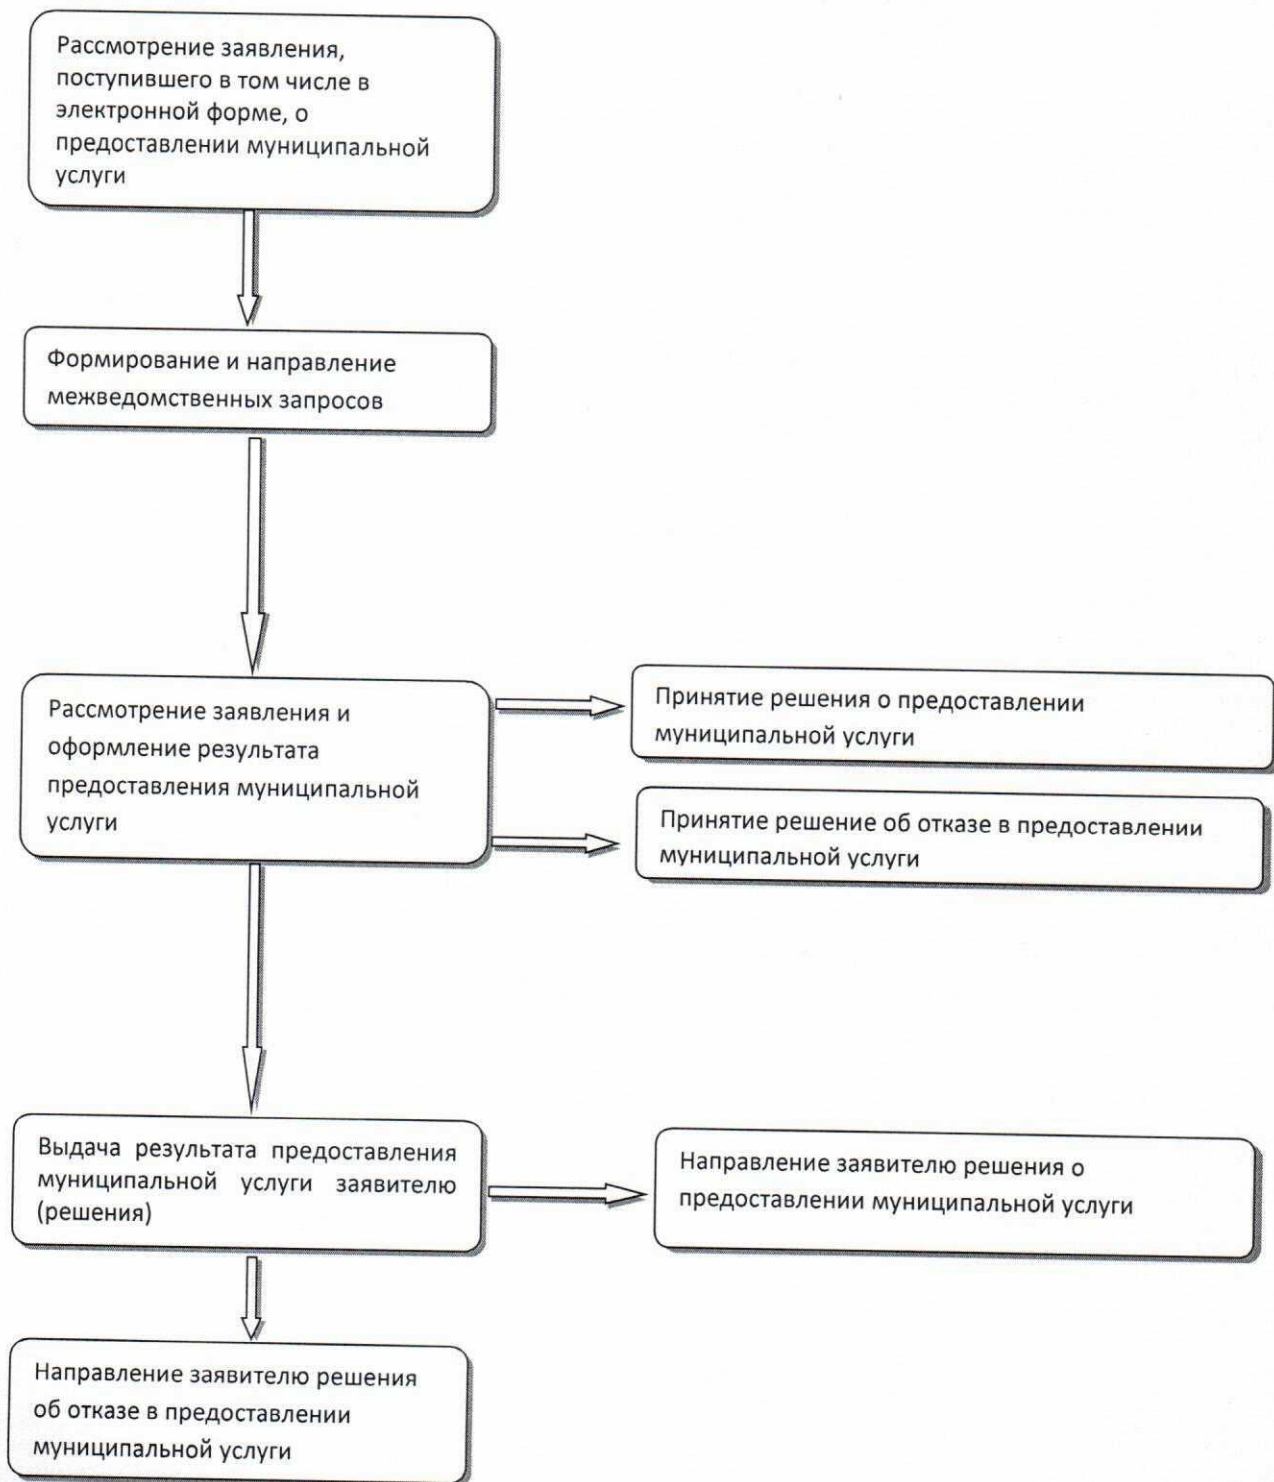 Рассмотрение заявления,
поступившего в том числе в
электронной форме, о
предоставлении муниципальной
услуги
Формирование и направление
межведомственных запросов
Рассмотрение заявления и
оформление результата
предоставления муниципальной
услуги
Принятие решения о предоставлении
муниципальной услуги
Принятие решение об отказе в предоставлении
муниципальной услуги
Выдача результата предоставления
муниципальной услуги заявителю
(решения)
Направление заявителю решения о
предоставлении муниципальной услуги
Направление заявителю решения
об отказе в предоставлении
муниципальной услуги